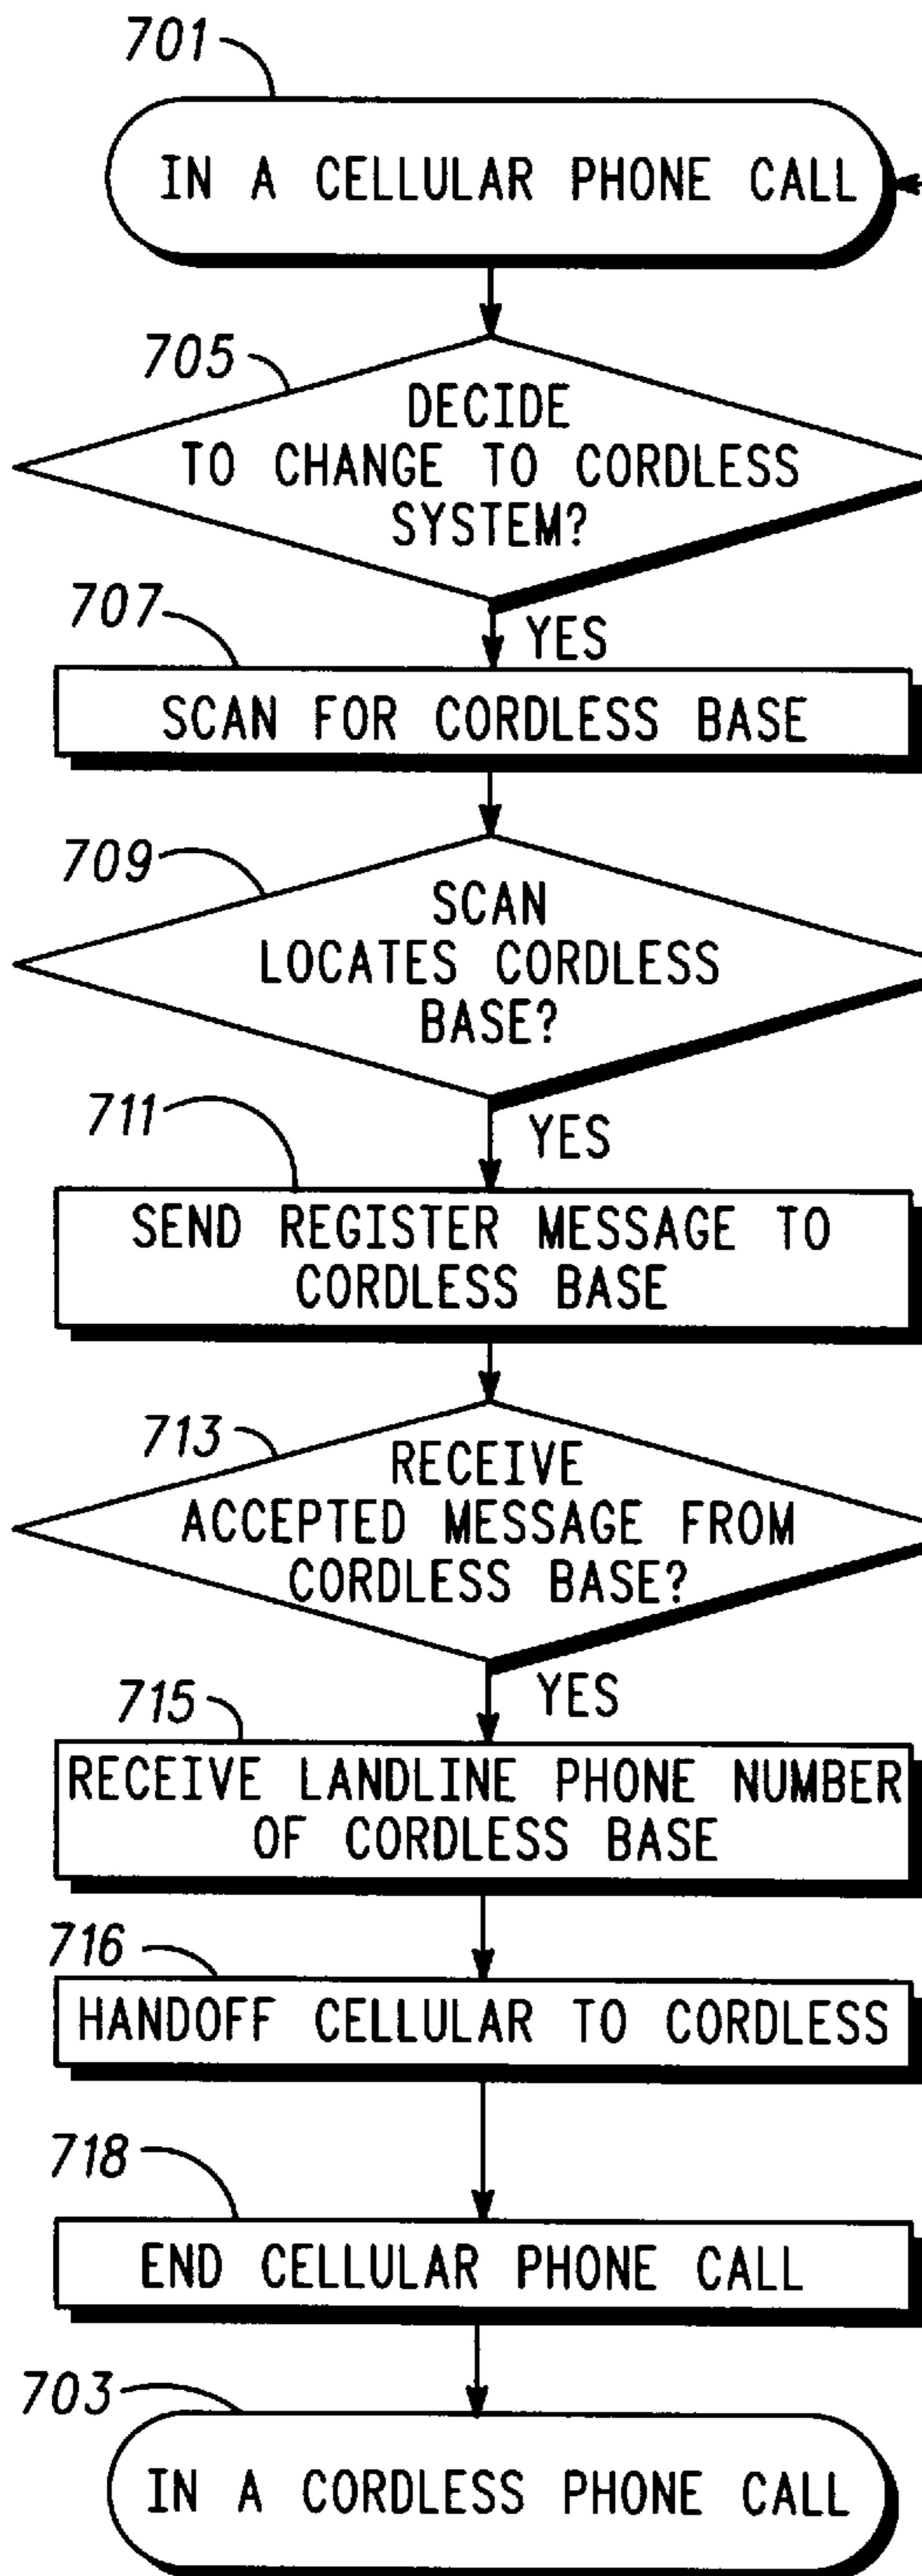 701
IN A CELLULAR PHONE CALL
705
DECIDE
TO CHANGE TO CORDLESS
SYSTEM?
YES
707
SCAN FOR CORDLESS BASE
709
SCAN
LOCATES CORDLESS
BASE?
YES
711
SEND REGISTER MESSAGE TO
CORDLESS BASE
713
RECEIVE
ACCEPTED MESSAGE FROM
CORDLESS BASE?
YES
715
RECEIVE LANDLINE PHONE NUMBER
OF CORDLESS BASE
716
HANDOFF CELLULAR TO CORDLESS
718
END CELLULAR PHONE CALL
703
IN A CORDLESS PHONE CALL